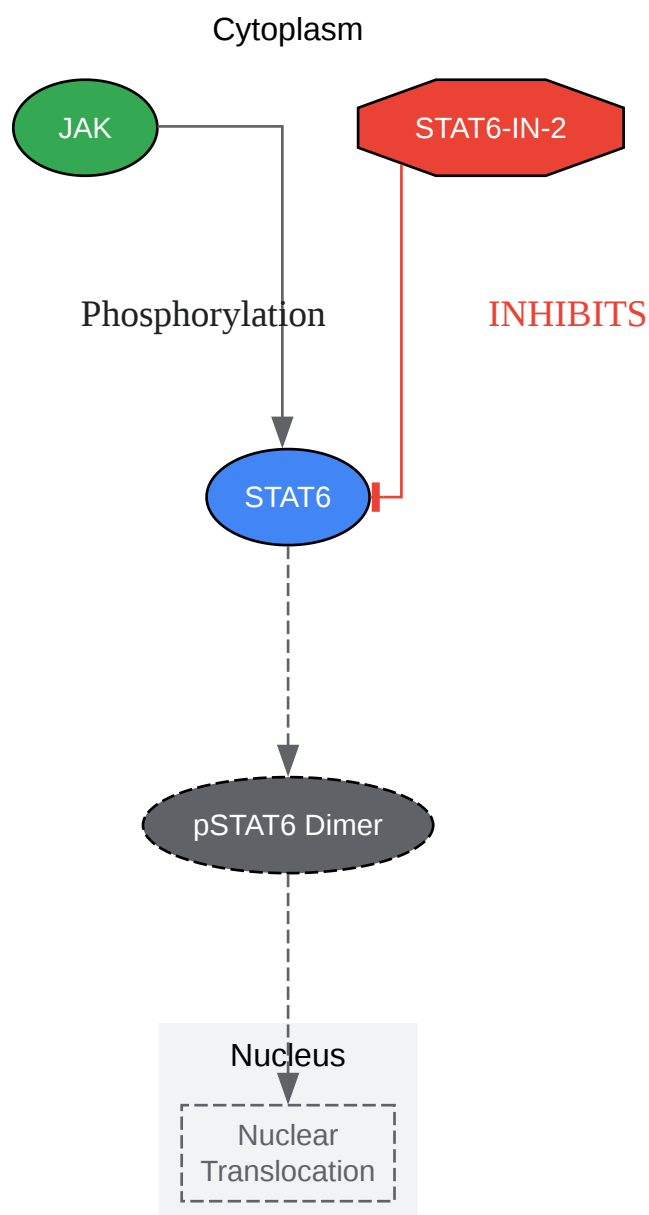 Cytoplasm
JAK
STAT6-IN-2
Phosphorylation
INHIBITS
STAT6
pSTAT6 Dimer
Nucleus
Nuclear
Translocation